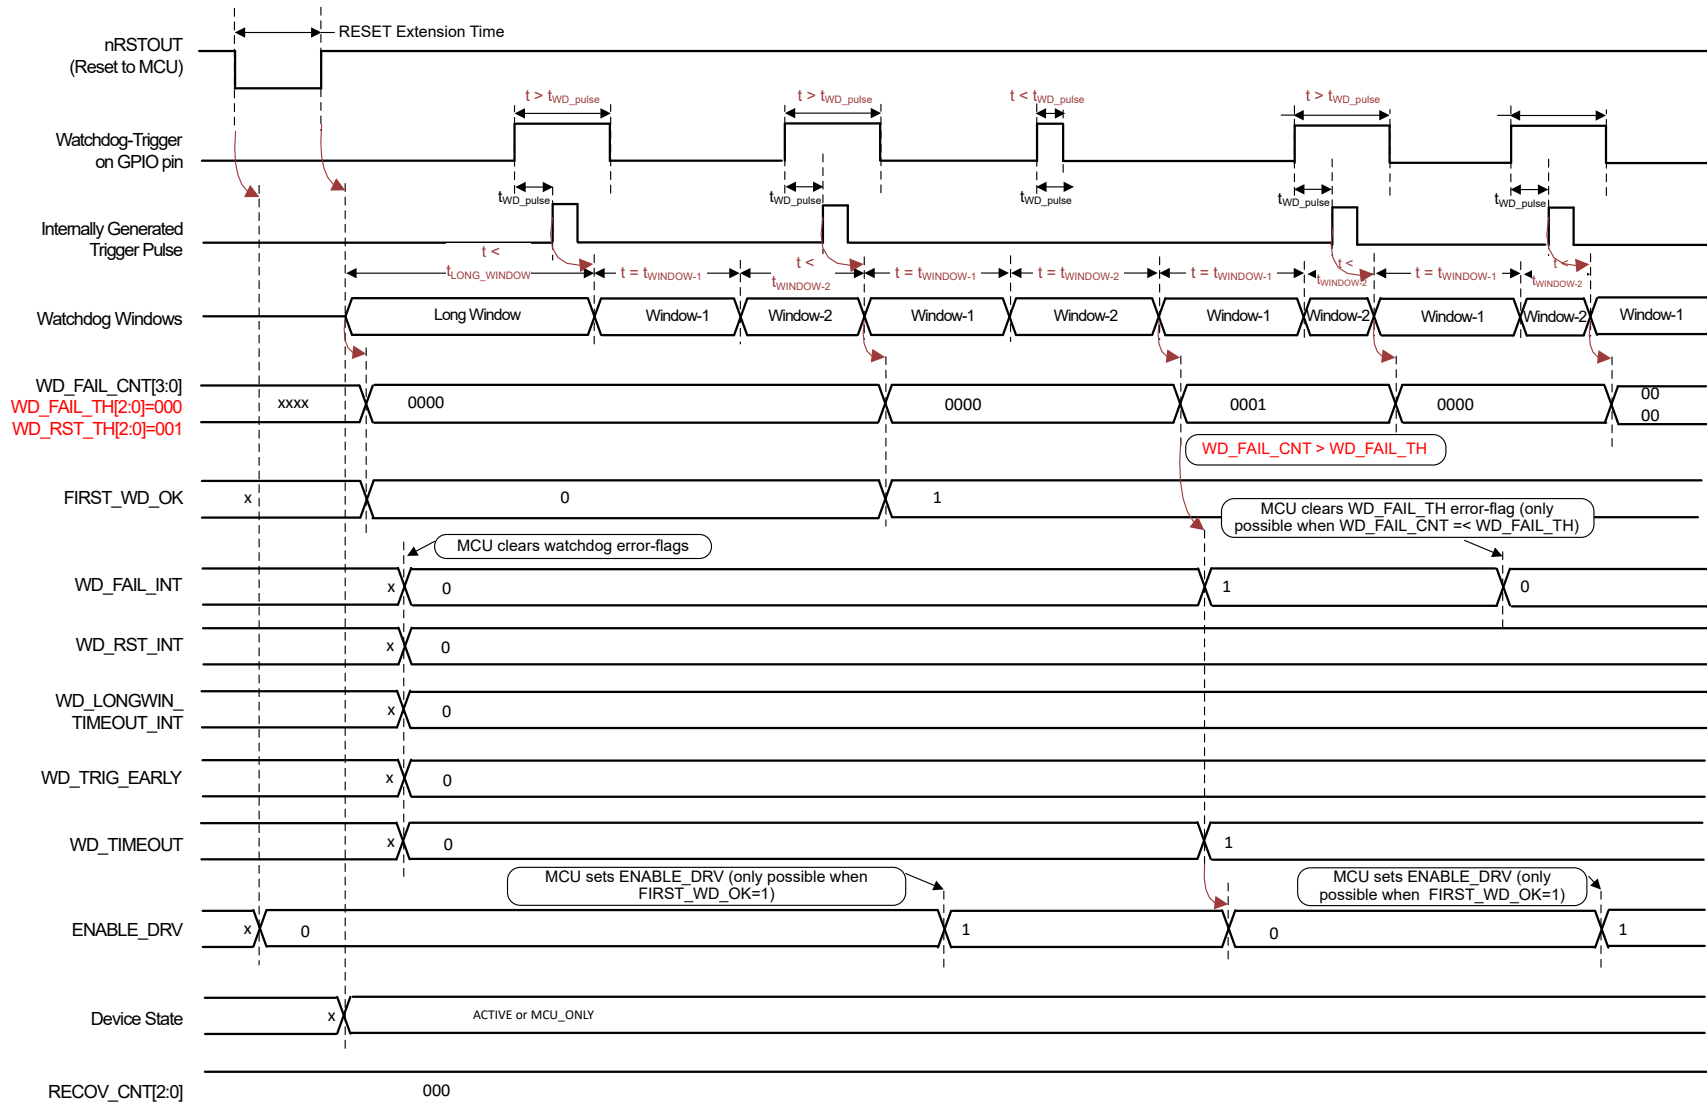 RESET Extension Time
nRSTOUT
(Reset to MCU)
t > tWD_pulse
t > tWD_pulse
t < tWD_pulse
t > tWD_pulse
Watchdog-Trigger
on GPIO pin
tWD_pulse
tWD_pulse
tWD_pulse
tWD_pulse
tWD_pulse
Internally Generated
Trigger Pulse
t <
tLONG_WINDOW
t = tWINDOW-1
t <
tWINDOW-2
t = tWINDOW-1
t = tWINDOW-2
t = tWINDOW-1
t <
tWINDOW-2
t = tWINDOW-1
t <
tWINDOW-2
Watchdog Windows
Long Window
Window-1
Window-2
Window-1
Window-2
Window-1
Window-2
Window-1
Window-2
Window-1
WD_FAIL_CNT[3:0]
WD_FAIL_TH[2:0]=000
WD_RST_TH[2:0]=001
xxxx
0000
0000
0001
0000
00
00
WD_FAIL_CNT > WD_FAIL_TH
FIRST_WD_OK
x
0
1
MCU clears WD_FAIL_TH error-flag (only
possible when WD_FAIL_CNT =< WD_FAIL_TH)
MCU clears watchdog error-flags
WD_FAIL_INT
x
0
1
0
WD_RST_INT
x
0
WD_LONGWIN_
TIMEOUT_INT
x
0
WD_TRIG_EARLY
x
0
WD_TIMEOUT
x
0
1
MCU sets ENABLE_DRV (only possible when
FIRST_WD_OK=1)
MCU sets ENABLE_DRV (only
possible when FIRST_WD_OK=1)
ENABLE_DRV
x
0
1
0
1
Device State
x
ACTIVE or MCU_ONLY
RECOV_CNT[2:0]
000